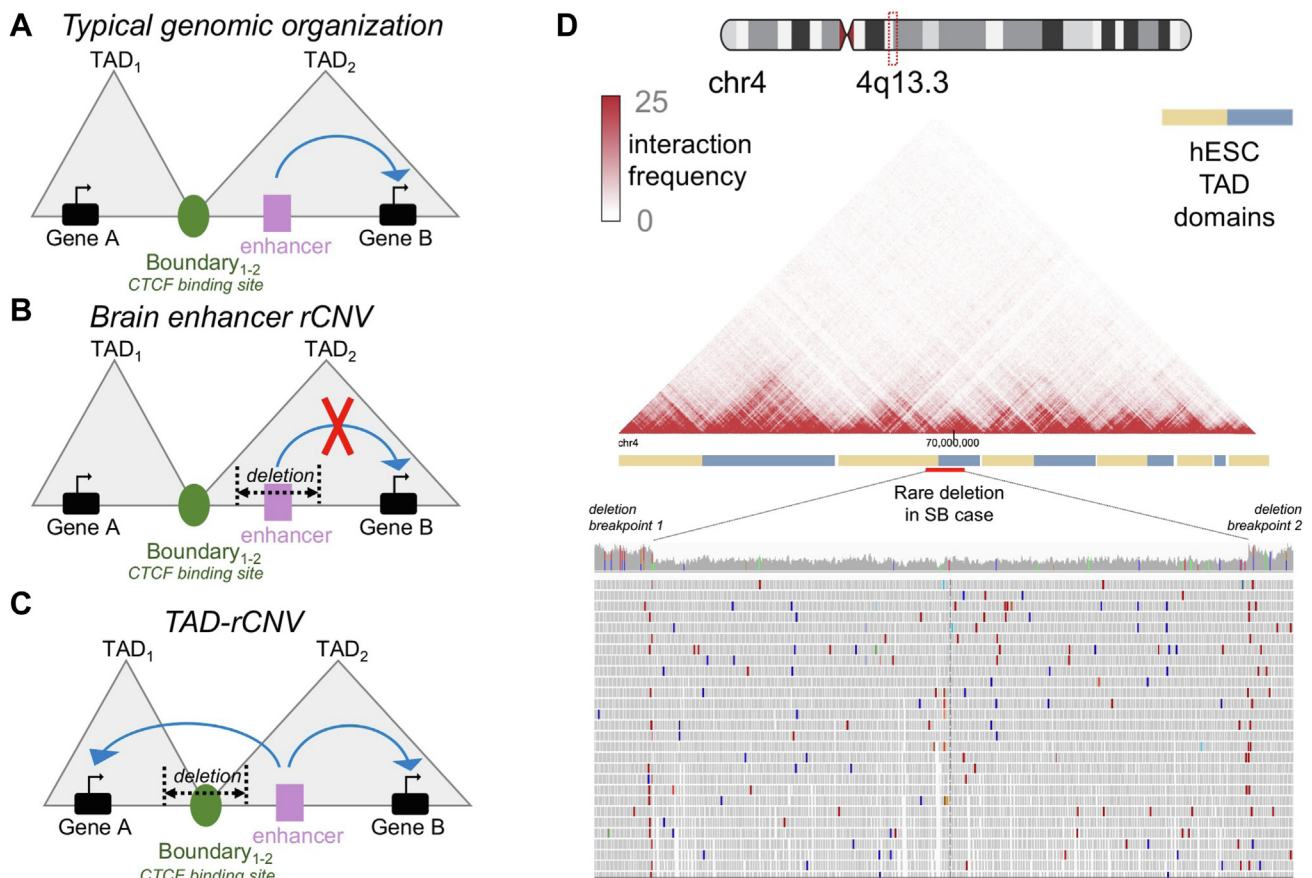 A
Typical genomic organization
TAD1
TAD2
Gene A
enhancer
Gene B
Boundary1-2
CTCF binding site
B
Brain enhancer rCNV
TAD1
TAD2
deletion
Gene A
enhancer
Gene B
Boundary1-2
CTCF binding site
C
TAD-rCNV
TAD1
TAD2
deletion
Gene A
enhancer
Gene B
Boundary1-2
CTCF binding site
D
chr4
4q13.3
25
interaction
frequency
0
hESC
TAD
domains
chr4
70,000,000
Rare deletion
in SB case
deletion
breakpoint 1
deletion
breakpoint 2